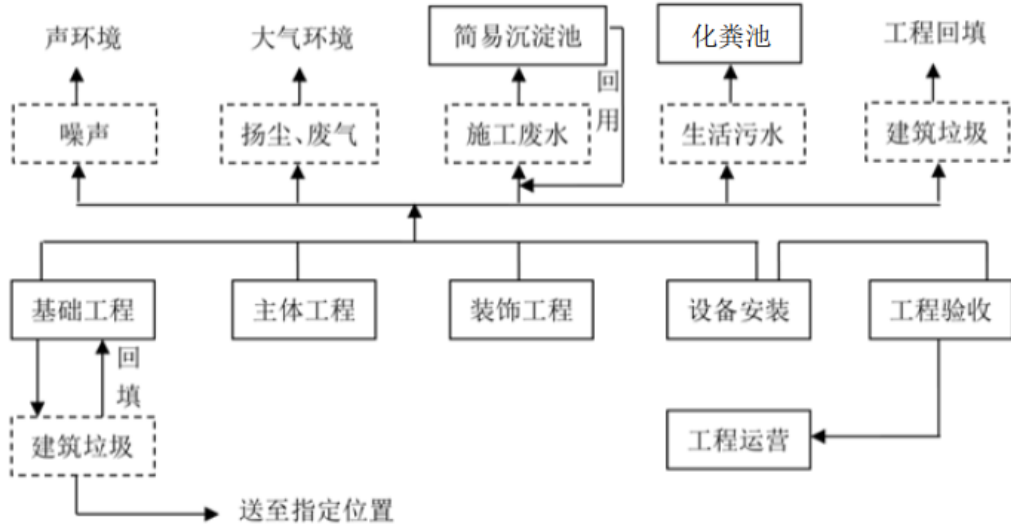 声环境
大气环境
简易沉淀池
化粪池
工程回填
回用
噪声
扬尘、废气
施工废水
生活污水
建筑垃圾
基础工程
主体工程
装饰工程
设备安装
工程验收
回填
建筑垃圾
工程运营
送至指定位置